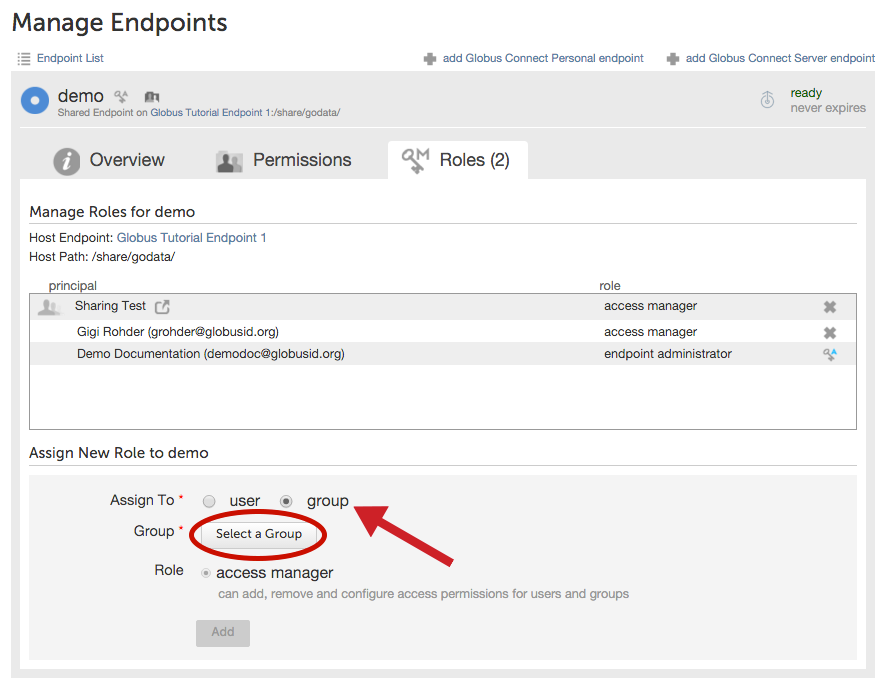 Manage Endpoints
Endpoint List add Globus Connect Personal endpoint add Globus Connect Server endpoint
demo ready
Shared Endpoint on Globus Tutorial Endpoint 1:/share/godata/ never expires
Overview Permissions Roles (2)
Manage Roles for demo
Host Endpoint: Globus Tutorial Endpoint 1
Host Path: /share/godata/
principal role
Sharing Test access manager
Gigi Rohder (grohder@globusid.org) access manager
Demo Documentation (demodoc@globusid.org) endpoint administrator
Assign New Role to demo
Assign To * user group
Group * Select a Group
Role access manager
can add, remove and configure access permissions for users and groups
Add